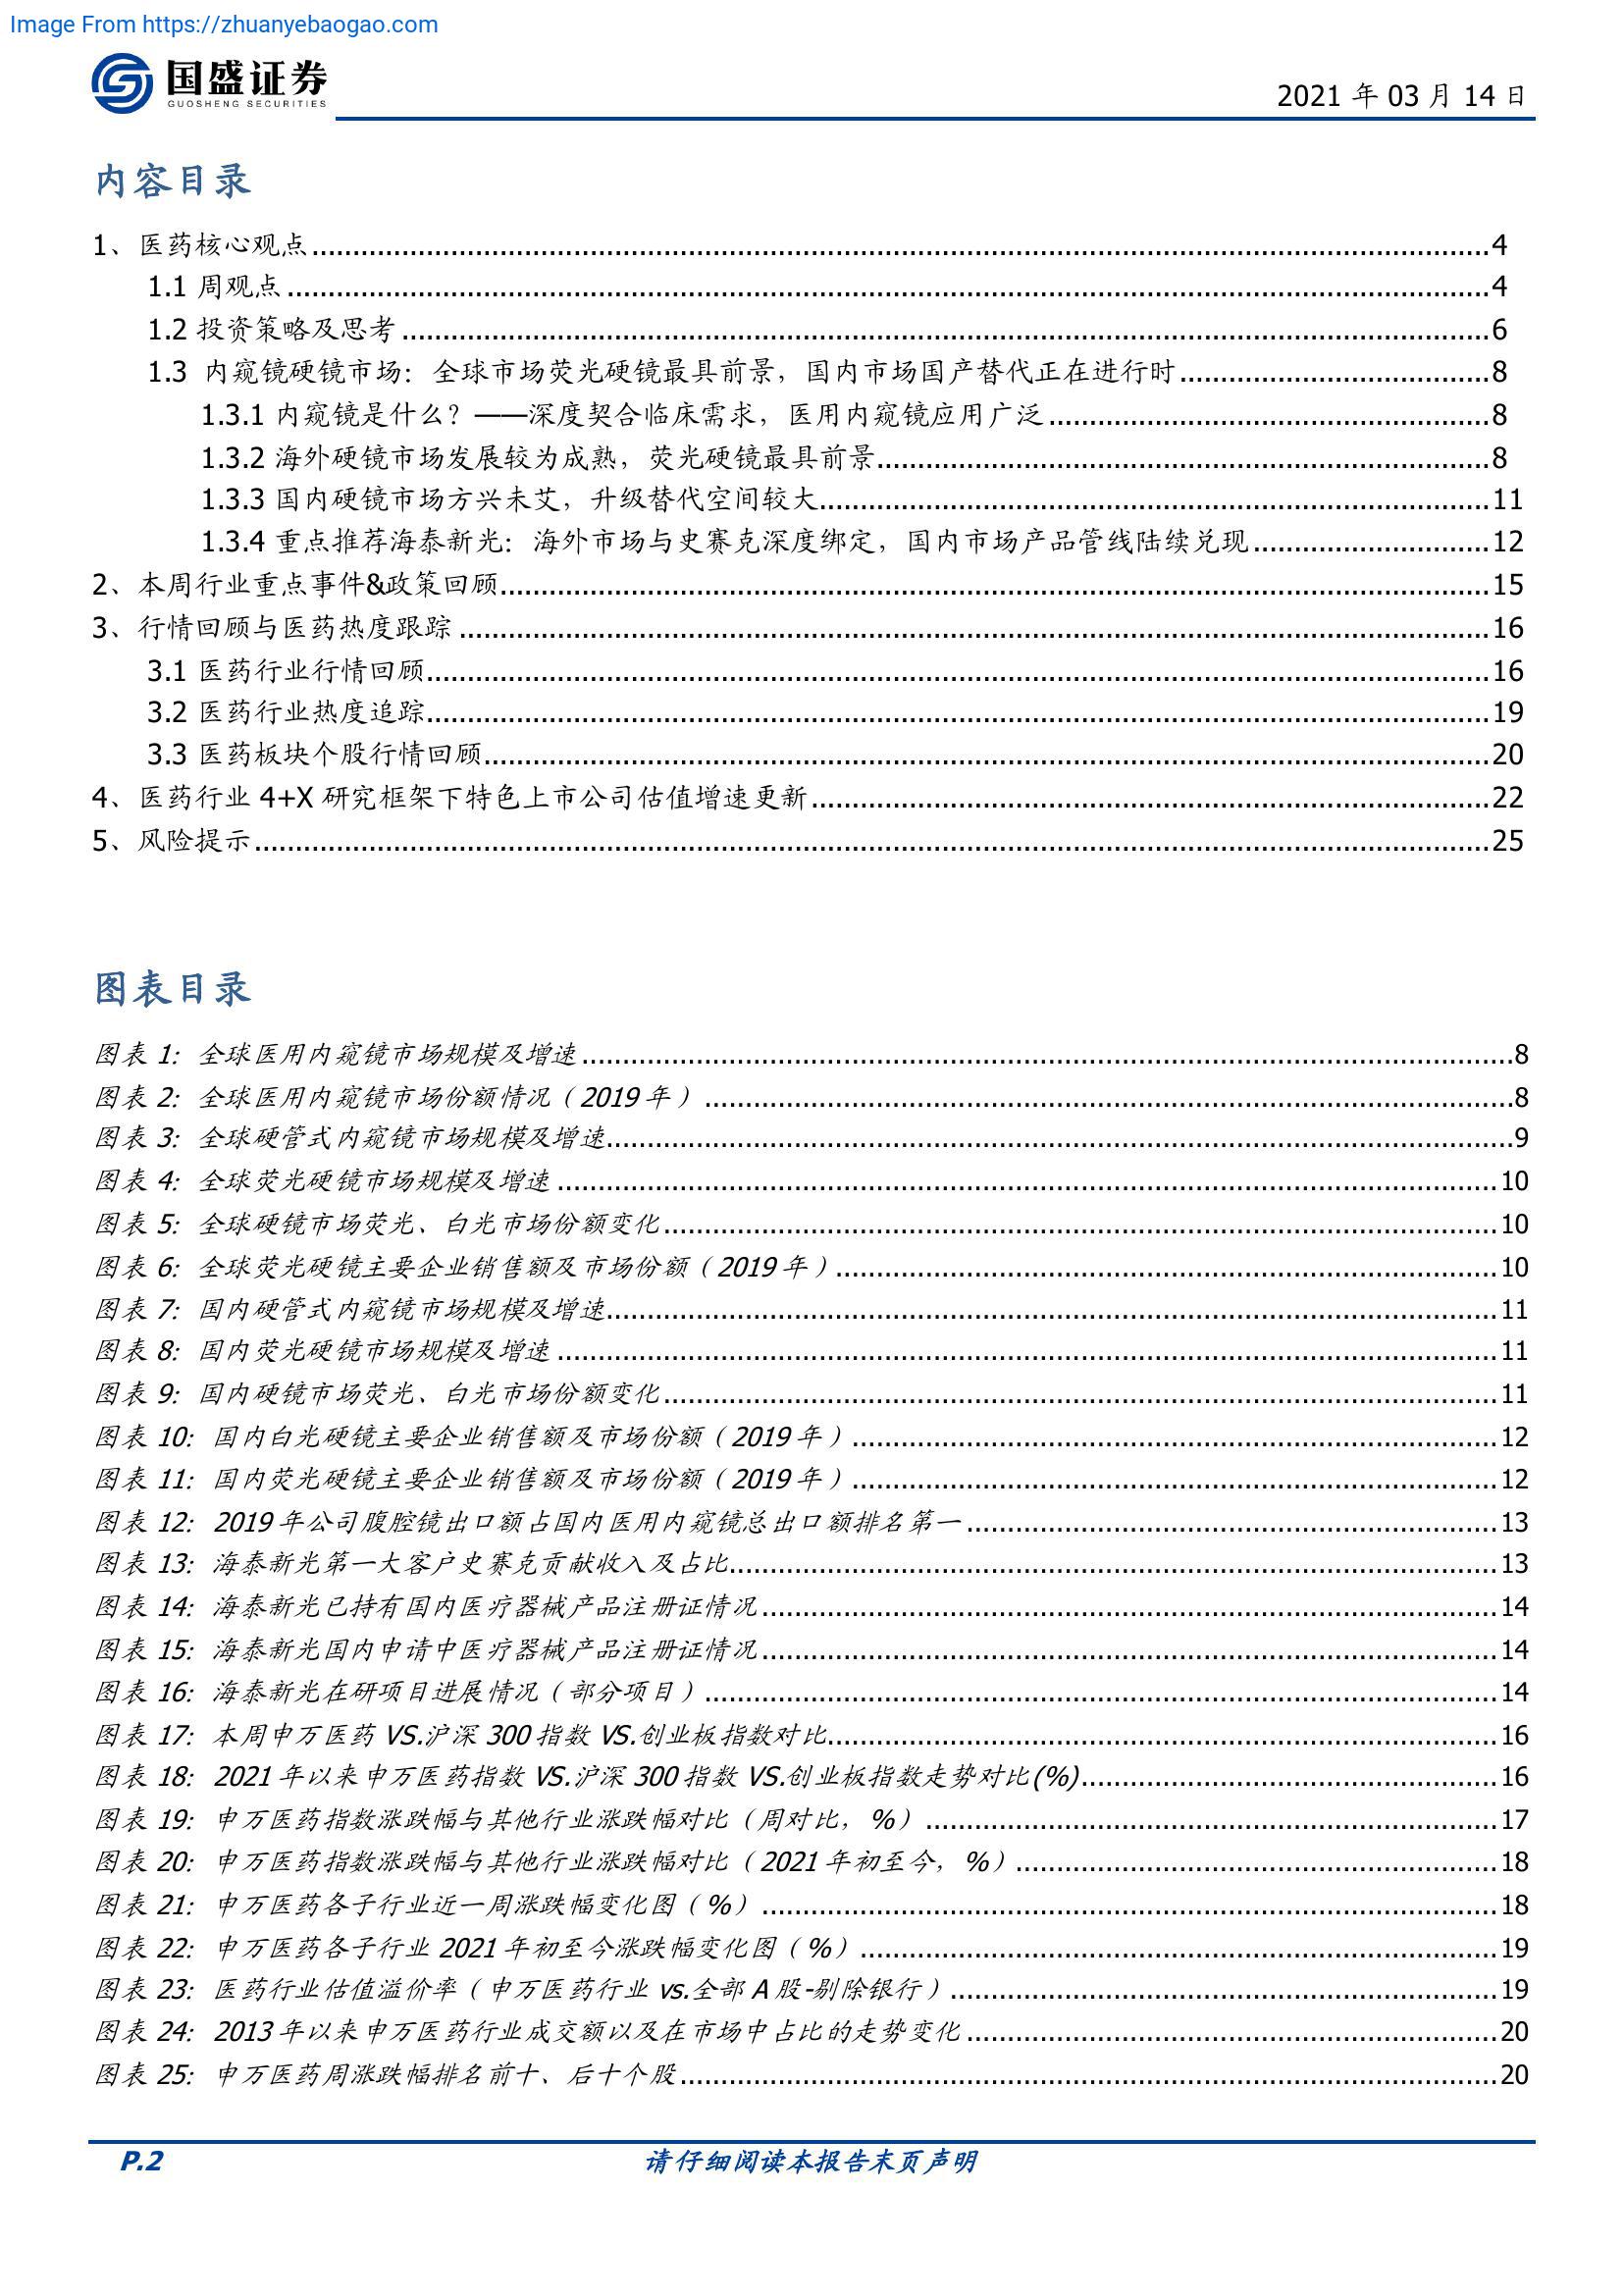 Image From https://zhuanyebaogao.com
国盛证券
GUOSHENG SECURITIES
2021 年 03 月 14 日
内容目录
1、医药核心观点........4
1.1 周观点........4
1.2 投资策略及思考........6
1.3 内窥镜硬镜市场：全球市场荧光硬镜最具前景，国内市场国产替代正在进行时........8
1.3.1 内窥镜是什么？——深度契合临床需求，医用内窥镜应用广泛........8
1.3.2 海外硬镜市场发展较为成熟，荧光硬镜最具前景........8
1.3.3 国内硬镜市场方兴未艾，升级替代空间较大........11
1.3.4 重点推荐海泰新光：海外市场与史赛克深度绑定，国内市场产品管线陆续兑现........12
2、本周行业重点事件&政策回顾........15
3、行情回顾与医药热度跟踪........16
3.1 医药行业行情回顾........16
3.2 医药行业热度追踪........19
3.3 医药板块个股行情回顾........20
4、医药行业 4+X 研究框架下特色上市公司估值增速更新........22
5、风险提示........25
图表目录
图表 1: 全球医用内窥镜市场规模及增速........8
图表 2: 全球医用内窥镜市场份额情况（2019 年）........8
图表 3: 全球硬管式内窥镜市场规模及增速........9
图表 4: 全球荧光硬镜市场规模及增速........10
图表 5: 全球硬镜市场荧光、白光市场份额变化........10
图表 6: 全球荧光硬镜主要企业销售额及市场份额（2019 年）........10
图表 7: 国内硬管式内窥镜市场规模及增速........11
图表 8: 国内荧光硬镜市场规模及增速........11
图表 9: 国内硬镜市场荧光、白光市场份额变化........11
图表 10: 国内白光硬镜主要企业销售额及市场份额（2019 年）........12
图表 11: 国内荧光硬镜主要企业销售额及市场份额（2019 年）........12
图表 12: 2019 年公司腹腔镜出口额占国内医用内窥镜总出口额排名第一........13
图表 13: 海泰新光第一大客户史赛克贡献收入及占比........13
图表 14: 海泰新光已持有国内医疗器械产品注册证情况........14
图表 15: 海泰新光国内申请中医疗器械产品注册证情况........14
图表 16: 海泰新光在研项目进展情况（部分项目）........14
图表 17: 本周申万医药 VS.沪深 300 指数 VS.创业板指数对比........16
图表 18: 2021 年以来申万医药指数 VS.沪深 300 指数 VS.创业板指数走势对比(%)........16
图表 19: 申万医药指数涨跌幅与其他行业涨跌幅对比（周对比，%）........17
图表 20: 申万医药指数涨跌幅与其他行业涨跌幅对比（2021 年初至今，%）........18
图表 21: 申万医药各子行业近一周涨跌幅变化图（%）........18
图表 22: 申万医药各子行业 2021 年初至今涨跌幅变化图（%）........19
图表 23: 医药行业估值溢价率（申万医药行业 vs.全部 A 股-剔除银行）........19
图表 24: 2013 年以来申万医药行业成交额以及在市场中占比的走势变化........20
图表 25: 申万医药周涨跌幅排名前十、后十个股........20
P.2
请仔细阅读本报告末页声明